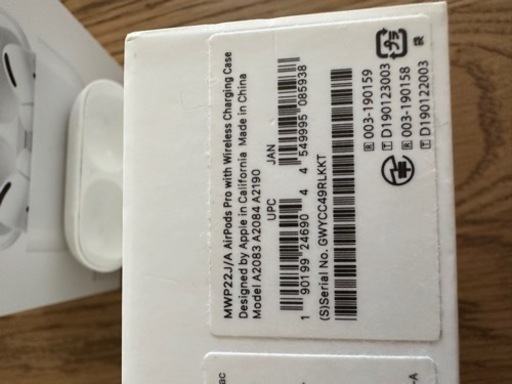 MWP22J/A AirPods Pro with Wireless Charging Case
Designed by Apple in California Made in China
Model A2083 A2084 A2190
UPC
JAN
1 90199 24690 4
4 549995 085938
(S)Serial No. GWYCC49RLKKT
R 003-190159
T D190123003
R 003-190158
T D190122003
ac
-A